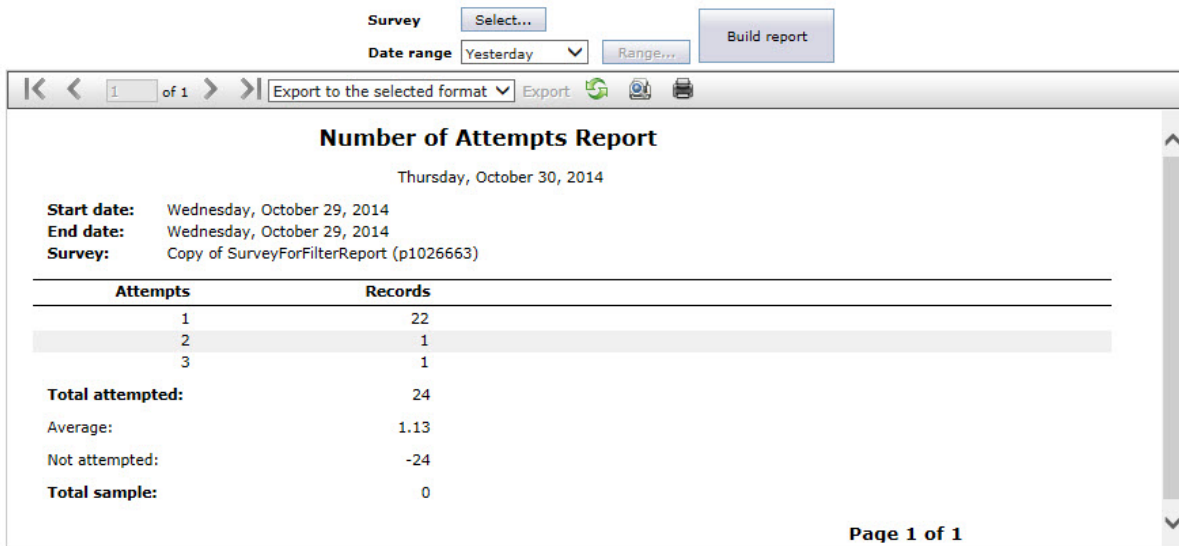 Survey Select...
Date range Yesterday Range... Build report
1 of 1 Export to the selected format Export
Number of Attempts Report
Thursday, October 30, 2014
Start date: Wednesday, October 29, 2014
End date: Wednesday, October 29, 2014
Survey: Copy of SurveyForFilterReport (p1026663)
Attempts Records
1 22
2 1
3 1
Total attempted: 24
Average: 1.13
Not attempted: -24
Total sample: 0
Page 1 of 1